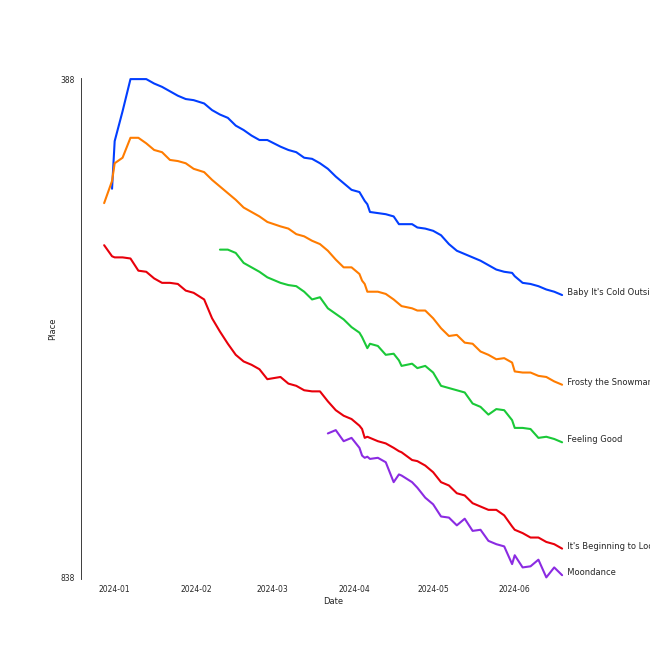 388
Baby It's Cold Outsi
Place
Frosty the Snowman
Feeling Good
It's Beginning to Loo
Moondance
838
2024-01 2024-02 2024-03 2024-04 2024-05 2024-06
Date